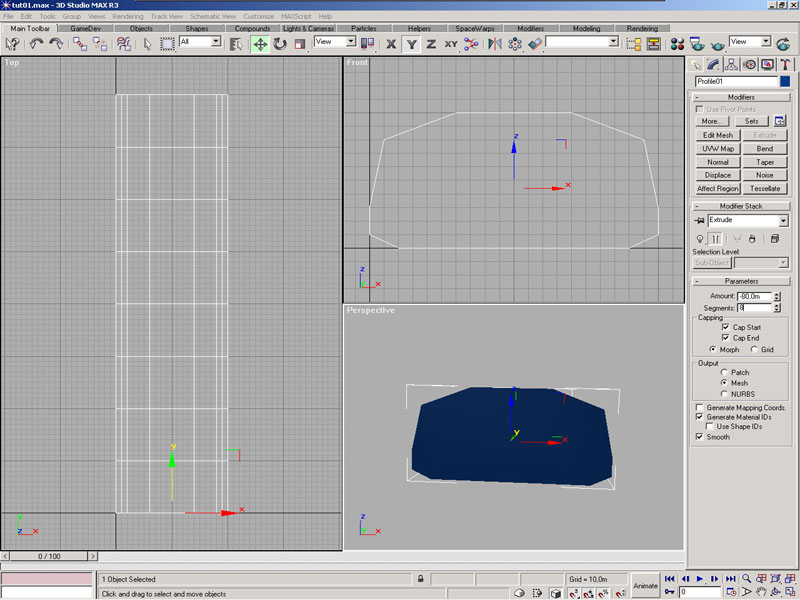 tut01.max - 3D Studio MAX R3
File Edit Tools Group Views Rendering Track View Schematic View Customize MAXScript Help
Main Toolbar GameDev Objects Shapes Compounds Lights & Cameras Particles Helpers SpaceWarps Modifiers Modeling Rendering
All View X Y Z XY View
Top
Front
Perspective
z
x
z
x
y
x
z
y
x
y
x
y
z x
z
x
Profile01
Modifiers
Use Pivot Points
More... Sets
Edit Mesh Extrude
UVW Map Bend
Normal Taper
Displace Noise
Affect Region Tessellate
Modifier Stack
Extrude
Selection Level:
Sub-Object
Parameters
Amount: -80,0m
Segments: 8
Capping
Cap Start
Cap End
Morph Grid
Output
Patch
Mesh
NURBS
Generate Mapping Coords.
Generate Material IDs
Use Shape IDs
Smooth
0 / 100
1 Object Selected
Grid = 10,0m
Animate
Click and drag to select and move objects
0